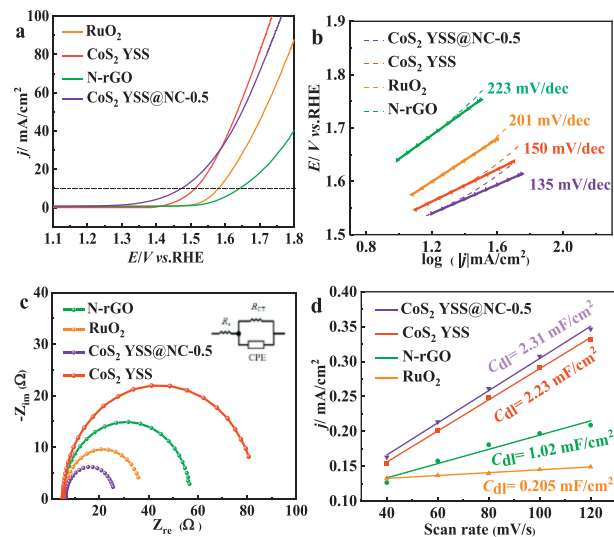 a
j/ mA/cm²
100
80
60
40
20
0
1.1 1.2 1.3 1.4 1.5 1.6 1.7 1.8
E/V vs.RHE
RuO₂
CoS₂ YSS
N-rGO
CoS₂ YSS@NC-0.5
b
E/ V vs.RHE
1.9
1.8
1.7
1.6
1.5
0.5 1.0 1.5 2.0
log (|j|mA/cm²)
CoS₂ YSS@NC-0.5
CoS₂ YSS
RuO₂
N-rGO
223 mV/dec
201 mV/dec
150 mV/dec
135 mV/dec
c
-Zim (Ω)
40
30
20
10
0
0 20 40 60 80 100
Zre (Ω)
N-rGO
RuO₂
CoS₂ YSS@NC-0.5
CoS₂ YSS
Rs
RCT
CPE
d
j/ mA/cm²
0.40
0.35
0.30
0.25
0.20
0.15
0.10
40 60 80 100 120
Scan rate (mV/s)
CoS₂ YSS@NC-0.5
CoS₂ YSS
N-rGO
RuO₂
Cdl= 2.31 mF/cm²
Cdl= 2.23 mF/cm²
Cdl= 1.02 mF/cm²
Cdl= 0.205 mF/cm²